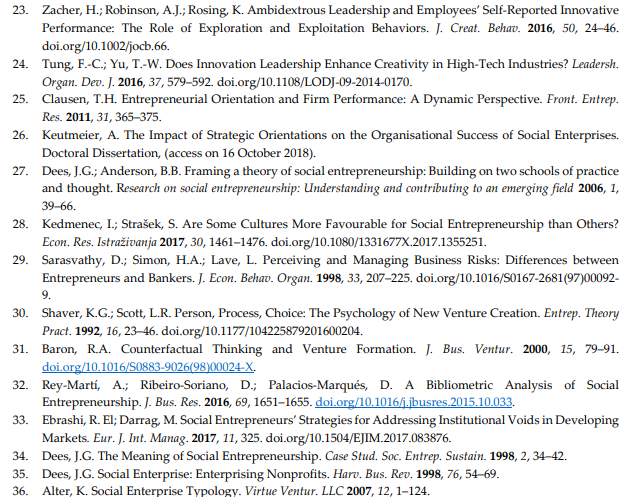 23. Zacher, H.; Robinson, A.J.; Rosing, K. Ambidextrous Leadership and Employees' Self-Reported Innovative
Performance: The Role of Exploration and Exploitation Behaviors. J. Creat. Behav. 2016, 50, 24–46.
doi.org/10.1002/jocb.66.
24. Tung, F.-C.; Yu, T.-W. Does Innovation Leadership Enhance Creativity in High-Tech Industries? Leadersh.
Organ. Dev. J. 2016, 37, 579–592. doi.org/10.1108/LODJ-09-2014-0170.
25. Clausen, T.H. Entrepreneurial Orientation and Firm Performance: A Dynamic Perspective. Front. Entrep.
Res. 2011, 31, 365–375.
26. Keutmeier, A. The Impact of Strategic Orientations on the Organisational Success of Social Enterprises.
Doctoral Dissertation, (access on 16 October 2018).
27. Dees, J.G.; Anderson, B.B. Framing a theory of social entrepreneurship: Building on two schools of practice
and thought. Research on social entrepreneurship: Understanding and contributing to an emerging field 2006, 1,
39–66.
28. Kedmenec, I.; Strašek, S. Are Some Cultures More Favourable for Social Entrepreneurship than Others?
Econ. Res. Istraživanja 2017, 30, 1461–1476. doi.org/10.1080/1331677X.2017.1355251.
29. Sarasvathy, D.; Simon, H.A.; Lave, L. Perceiving and Managing Business Risks: Differences between
Entrepreneurs and Bankers. J. Econ. Behav. Organ. 1998, 33, 207–225. doi.org/10.1016/S0167-2681(97)00092-
9.
30. Shaver, K.G.; Scott, L.R. Person, Process, Choice: The Psychology of New Venture Creation. Entrep. Theory
Pract. 1992, 16, 23–46. doi.org/10.1177/104225879201600204.
31. Baron, R.A. Counterfactual Thinking and Venture Formation. J. Bus. Ventur. 2000, 15, 79–91.
doi.org/10.1016/S0883-9026(98)00024-X.
32. Rey-Martí, A.; Ribeiro-Soriano, D.; Palacios-Marqués, D. A Bibliometric Analysis of Social
Entrepreneurship. J. Bus. Res. 2016, 69, 1651–1655. doi.org/10.1016/j.jbusres.2015.10.033.
33. Ebrashi, R. El; Darrag, M. Social Entrepreneurs' Strategies for Addressing Institutional Voids in Developing
Markets. Eur. J. Int. Manag. 2017, 11, 325. doi.org/10.1504/EJIM.2017.083876.
34. Dees, J.G. The Meaning of Social Entrepreneurship. Case Stud. Soc. Entrep. Sustain. 1998, 2, 34–42.
35. Dees, J.G. Social Enterprise: Enterprising Nonprofits. Harv. Bus. Rev. 1998, 76, 54–69.
36. Alter, K. Social Enterprise Typology. Virtue Ventur. LLC 2007, 12, 1–124.